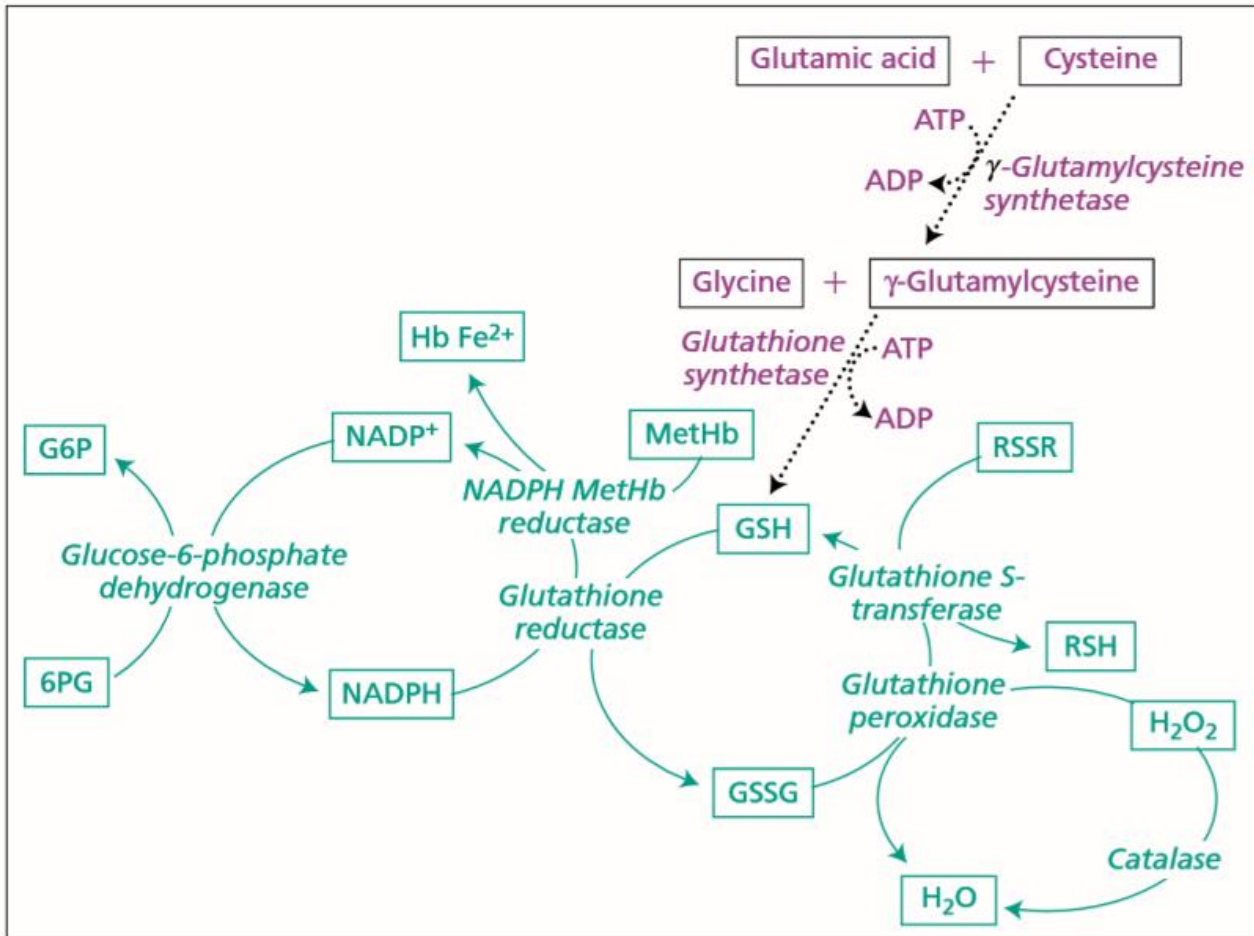 Glutamic acid + Cysteine
ATP
ADP
γ-Glutamylcysteine
synthetase
Glycine + γ-Glutamylcysteine
Glutathione
synthetase
ATP
ADP
Hb Fe²⁺
NADP⁺
MetHb
G6P
RSSR
NADPH MetHb
reductase
GSH
Glucose-6-phosphate
dehydrogenase
Glutathione
reductase
Glutathione S-
transferase
6PG
NADPH
RSH
Glutathione
peroxidase
H₂O₂
GSSG
Catalase
H₂O